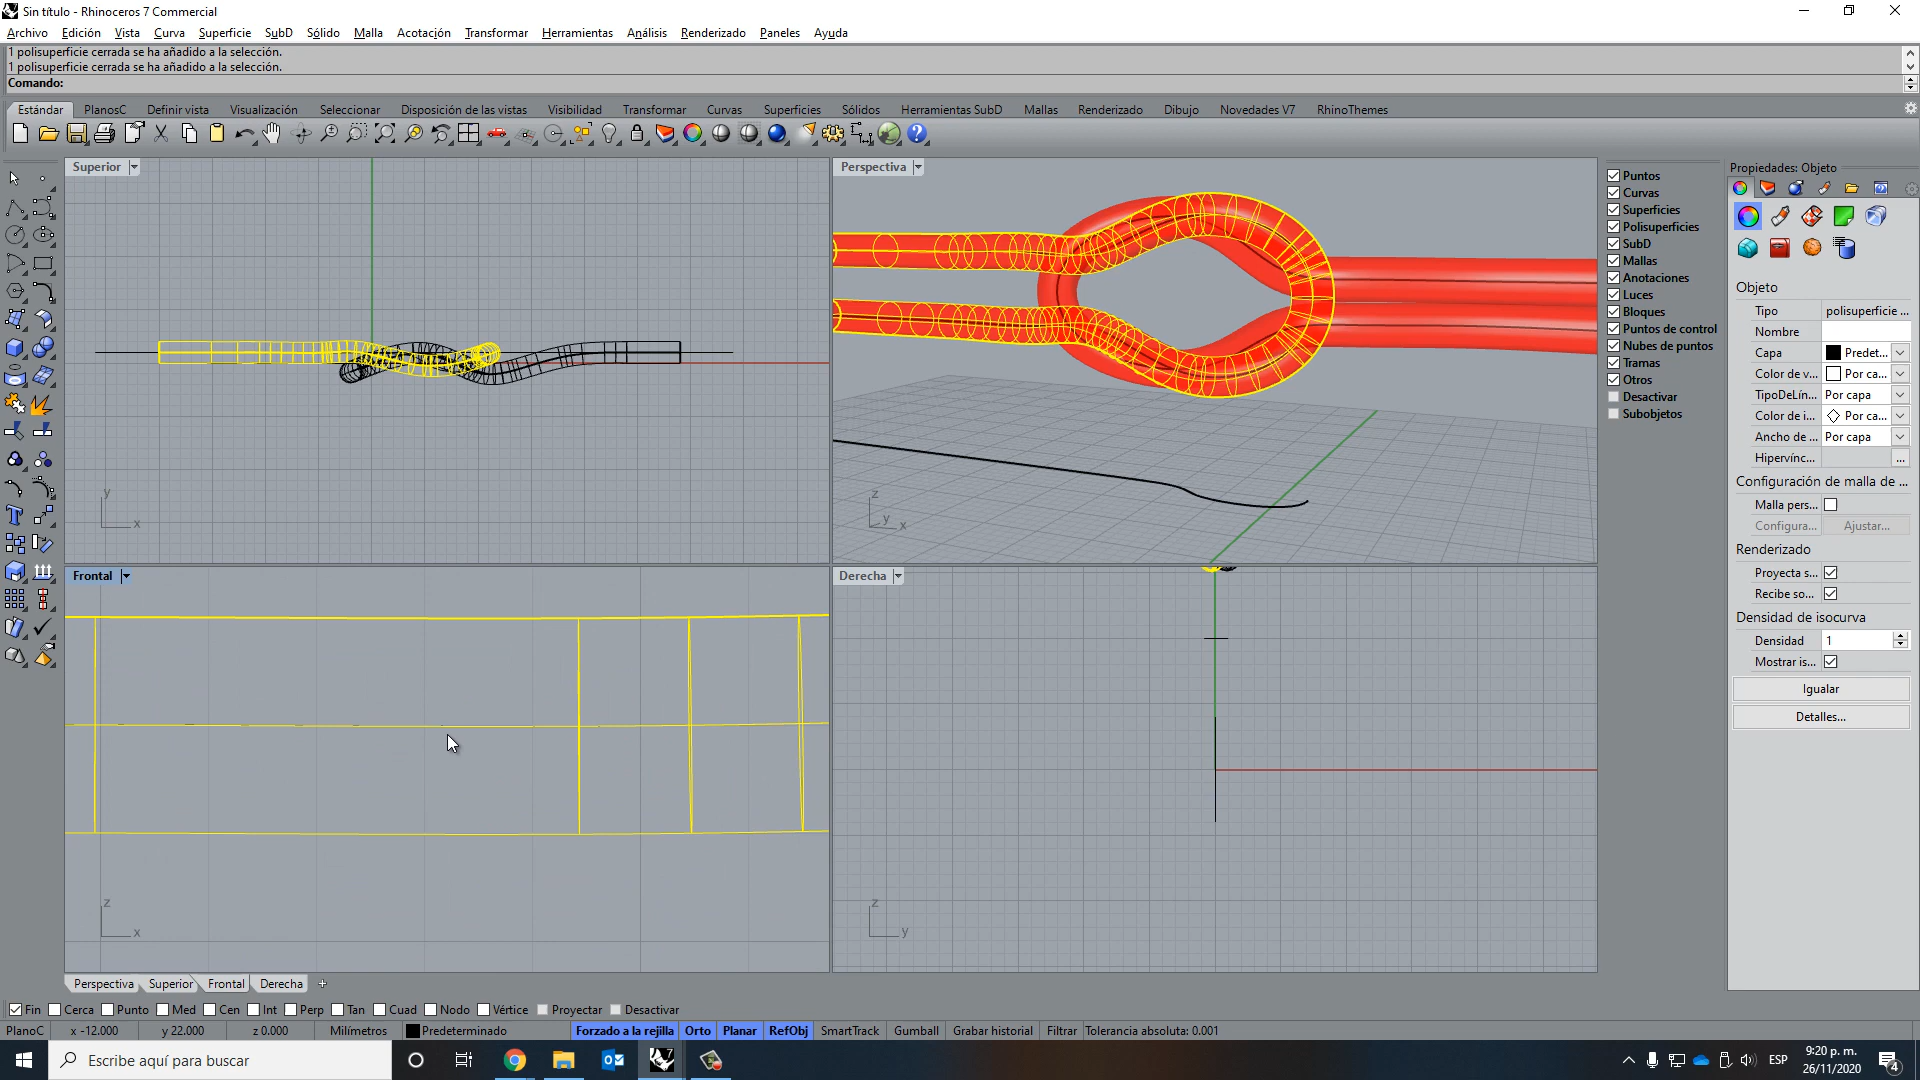 Sin título - Rhinoceros 7 Commercial
Archivo Edición Vista Curva Superficie SubD Sólido Malla Acotación Transformar Herramientas Análisis Renderizado Paneles Ayuda
1 polisuperficie cerrada se ha añadido a la selección.
1 polisuperficie cerrada se ha añadido a la selección.
Comando:
Estándar PlanosC Definir vista Visualización Seleccionar Disposición de las vistas Visibilidad Transformar Curvas Superficies Sólidos Herramientas SubD Mallas Renderizado Dibujo Novedades V7 RhinoThemes
Superior
y
x
Perspectiva
z
y
x
Frontal
z
x
Derecha
z
y
Puntos
Curvas
Superficies
Polisuperficies
SubD
Mallas
Anotaciones
Luces
Bloques
Puntos de control
Nubes de puntos
Tramas
Otros
Desactivar
Subobjetos
Propiedades: Objeto
Objeto
Tipo polisuperficie ...
Nombre
Capa Predet...
Color de v... Por ca...
TipoDeLín... Por capa
Color de i... Por ca...
Ancho de ... Por capa
Hipervínc... ...
Configuración de malla de ...
Malla pers...
Configura... Ajustar...
Renderizado
Proyecta s...
Recibe so...
Densidad de isocurva
Densidad 1
Mostrar is...
Igualar
Detalles...
Perspectiva Superior Frontal Derecha
Fin Cerca Punto Med Cen Int Perp Tan Cuad Nodo Vértice Proyectar Desactivar
PlanoC x -12.000 y 22.000 z 0.000 Milímetros Predeterminado Forzado a la rejilla Orto Planar RefObj SmartTrack Gumball Grabar historial Filtrar Tolerancia absoluta: 0.001
Escribe aquí para buscar
ESP
9:20 p. m.
26/11/2020
4